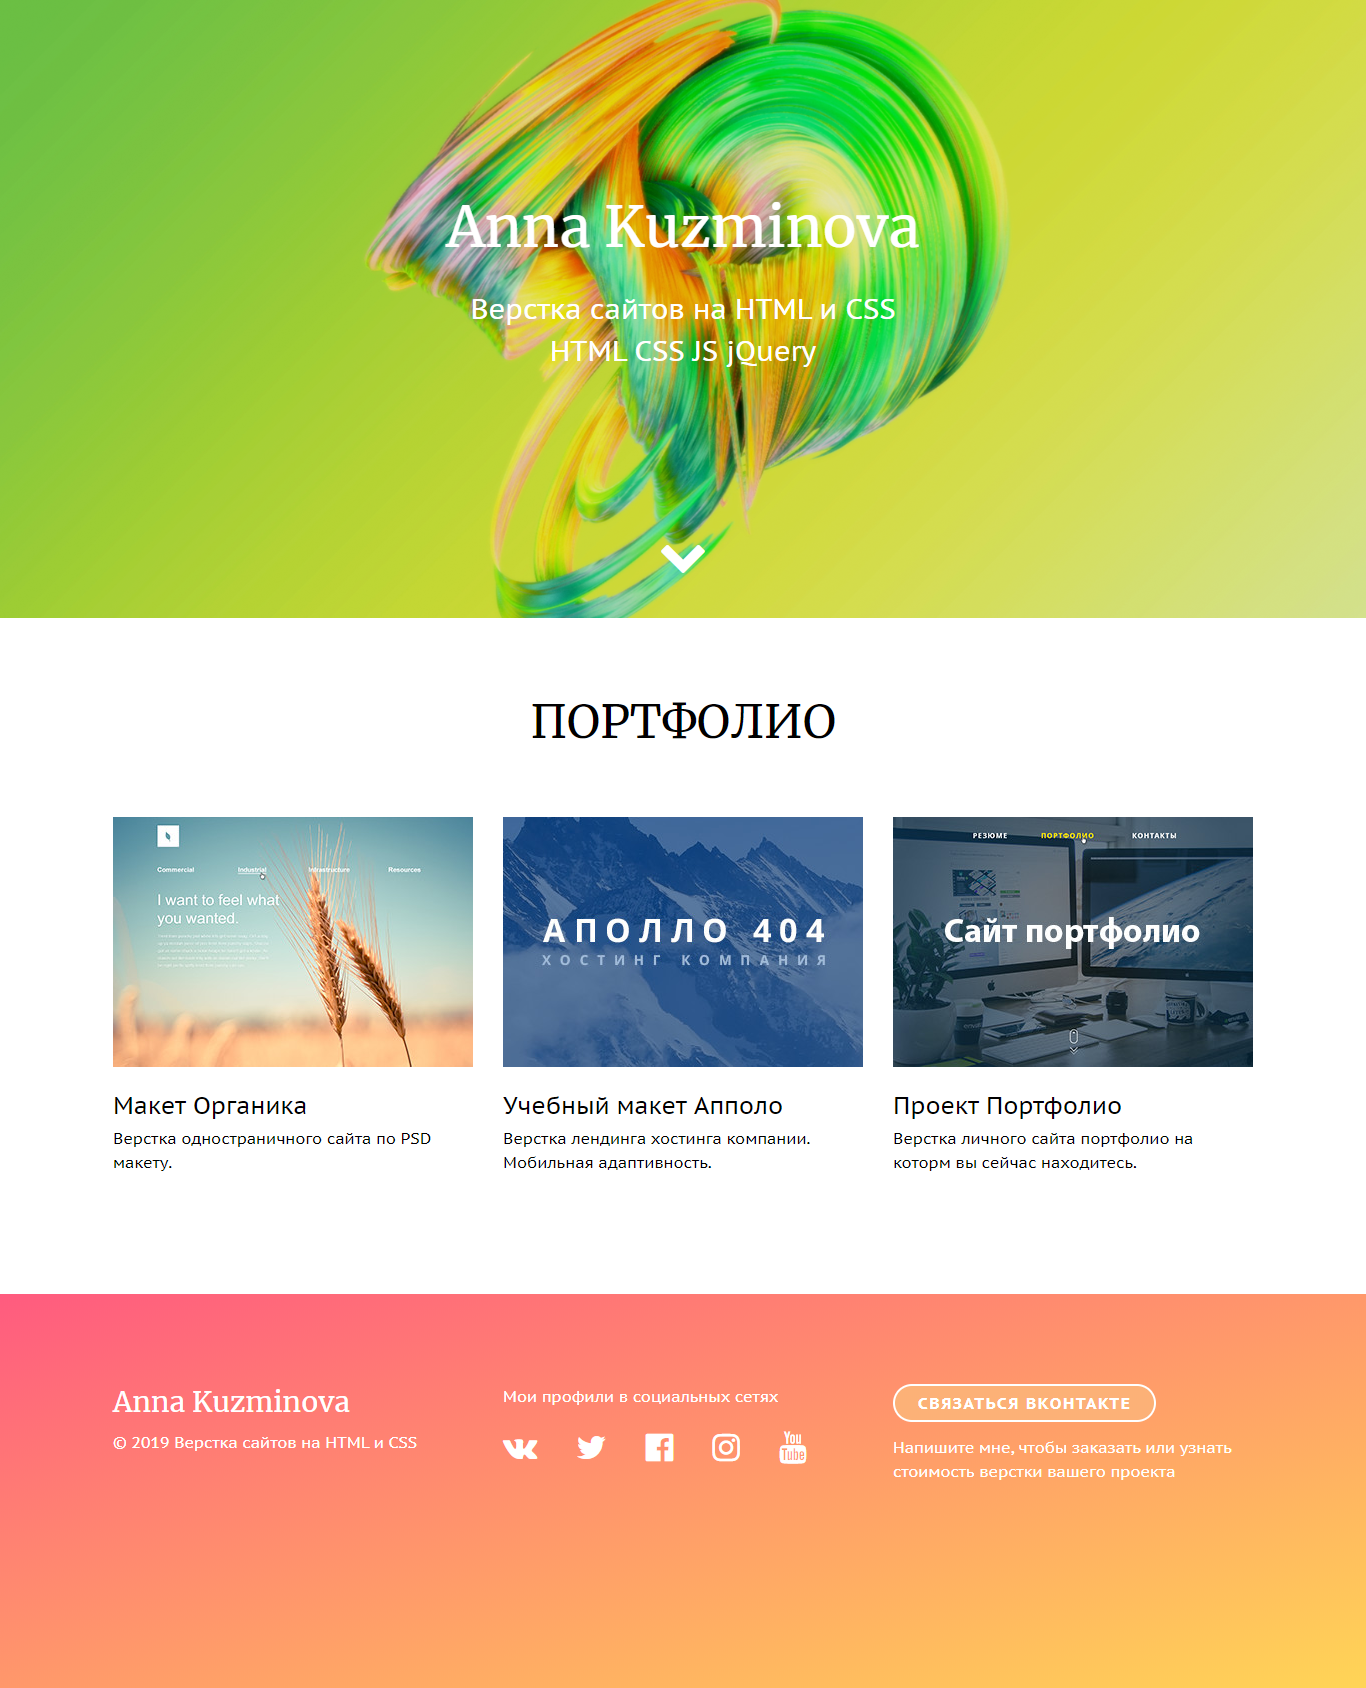 Anna Kuzminova
Верстка сайтов на HTML и CSS
HTML CSS JS jQuery
ПОРТФОЛИО
Commercial Industrial Infrastructure Resources
I want to feel what
you wanted.
АПОЛЛО 404
ХОСТИНГ КОМПАНИЯ
РЕЗЮМЕ ПОРТФОЛИО КОНТАКТЫ
Сайт портфолио
Макет Органика
Верстка одностраничного сайта по PSD
макету.
Учебный макет Апполо
Верстка лендинга хостинга компании.
Мобильная адаптивность.
Проект Портфолио
Верстка личного сайта портфолио на
которм вы сейчас находитесь.
Anna Kuzminova
© 2019 Верстка сайтов на HTML и CSS
Мои профили в социальных сетях
You
Tube
СВЯЗАТЬСЯ ВКОНТАКТЕ
Напишите мне, чтобы заказать или узнать
стоимость верстки вашего проекта